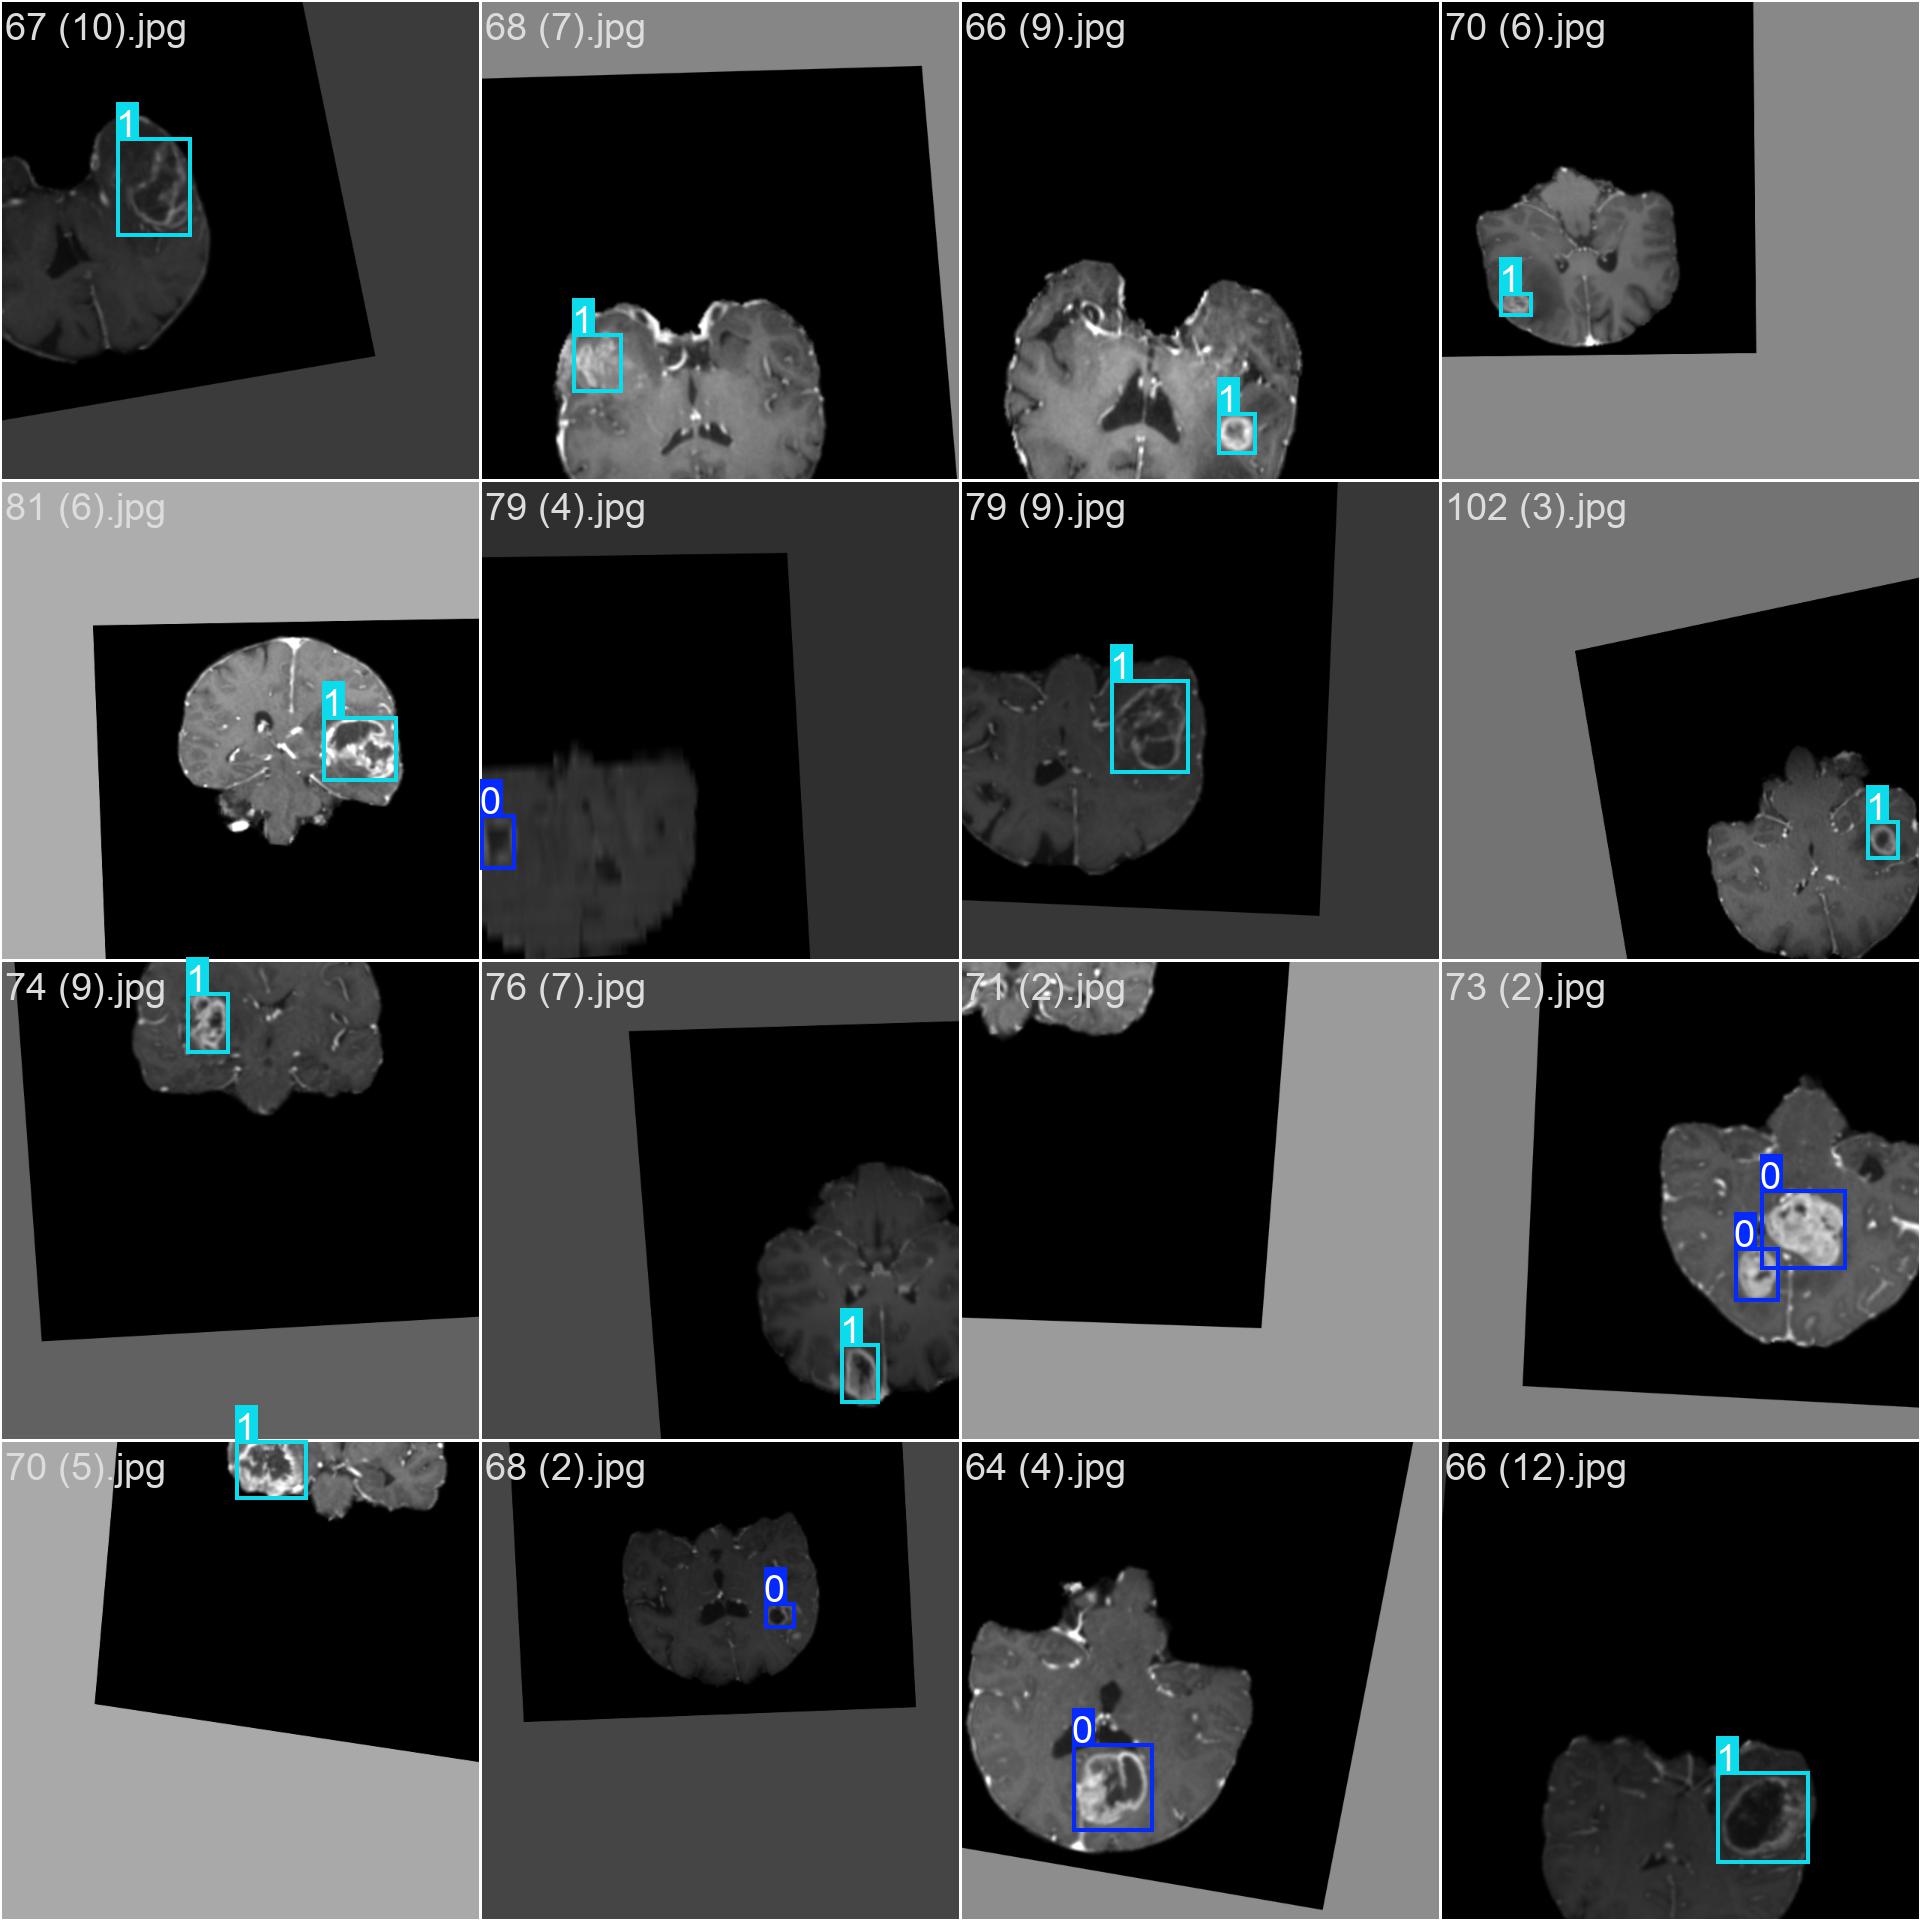 67 (10).jpg
68 (7).jpg
66 (9).jpg
70 (6).jpg
1
1
1
1
81 (6).jpg
79 (4).jpg
79 (9).jpg
102 (3).jpg
1
0
1
1
74 (9).jpg
76 (7).jpg
71 (2).jpg
73 (2).jpg
1
1
0
0
70 (5).jpg
68 (2).jpg
64 (4).jpg
66 (12).jpg
1
0
0
1